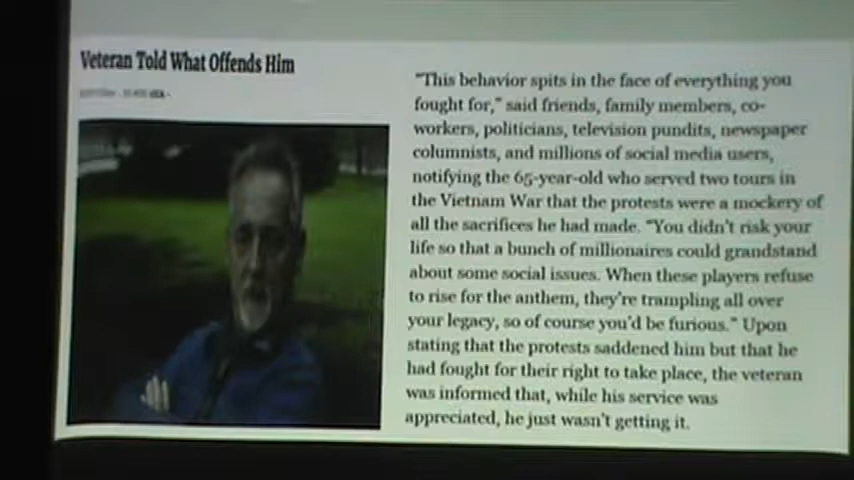 Veteran Told What Offends Him
"This behavior spits in the face of everything you
fought for," said friends, family members, co-
workers, politicians, television pundits, newspaper
columnists, and millions of social media users,
notifying the 65-year-old who served two tours in
the Vietnam War that the protests were a mockery of
all the sacrifices he had made. "You didn't risk your
life so that a bunch of millionaires could grandstand
about some social issues. When these players refuse
to rise for the anthem, they're trampling all over
your legacy, so of course you'd be furious." Upon
stating that the protests saddened him but that he
had fought for their right to take place, the veteran
was informed that, while his service was
appreciated, he just wasn't getting it.